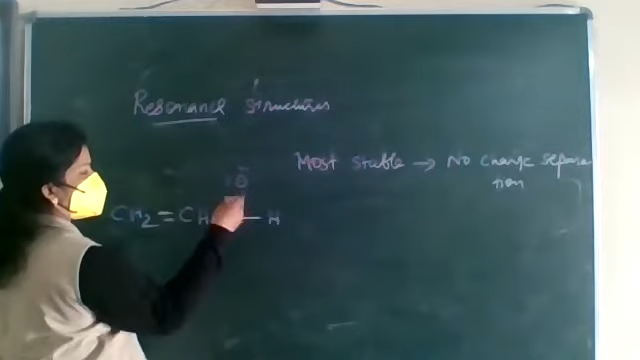 Resonance structures
Most stable → No charge separa
tion
O
CH2=CH
— H